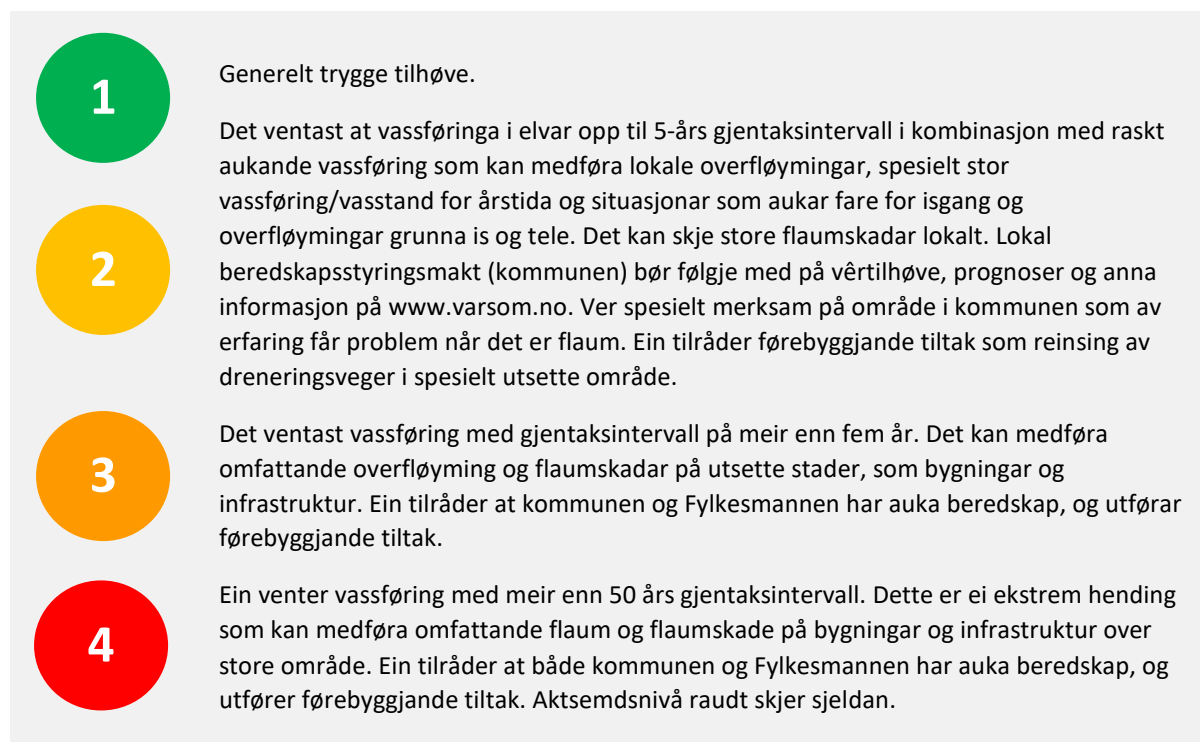 1
Generelt trygge tilhøve.
Det ventast at vassføringa i elvar opp til 5-års gjentaksintervall i kombinasjon med raskt
aukande vassføring som kan medføra lokale overfløymingar, spesielt stor
vassføring/vasstand for årstida og situasjonar som aukar fare for isgang og
overfløymingar grunna is og tele. Det kan skje store flaumskadar lokalt. Lokal
2
beredskapsstyringsmakt (kommunen) bør følgje med på vêrtilhøve, prognoser og anna
informasjon på www.varsom.no. Ver spesielt merksam på område i kommunen som av
erfaring får problem når det er flaum. Ein tilråder førebyggjande tiltak som reinsing av
dreneringsveger i spesielt utsette område.
Det ventast vassføring med gjentaksintervall på meir enn fem år. Det kan medføra
omfattande overfløyming og flaumskadar på utsette stader, som bygningar og
3
infrastruktur. Ein tilråder at kommunen og Fylkesmannen har auka beredskap, og utførar
førebyggjande tiltak.
Ein venter vassføring med meir enn 50 års gjentaksintervall. Dette er ei ekstrem hending
som kan medføra omfattande flaum og flaumskade på bygningar og infrastruktur over
4
store område. Ein tilråder at både kommunen og Fylkesmannen har auka beredskap, og
utfører førebyggjande tiltak. Aktsemdsnivå raudt skjer sjeldan.